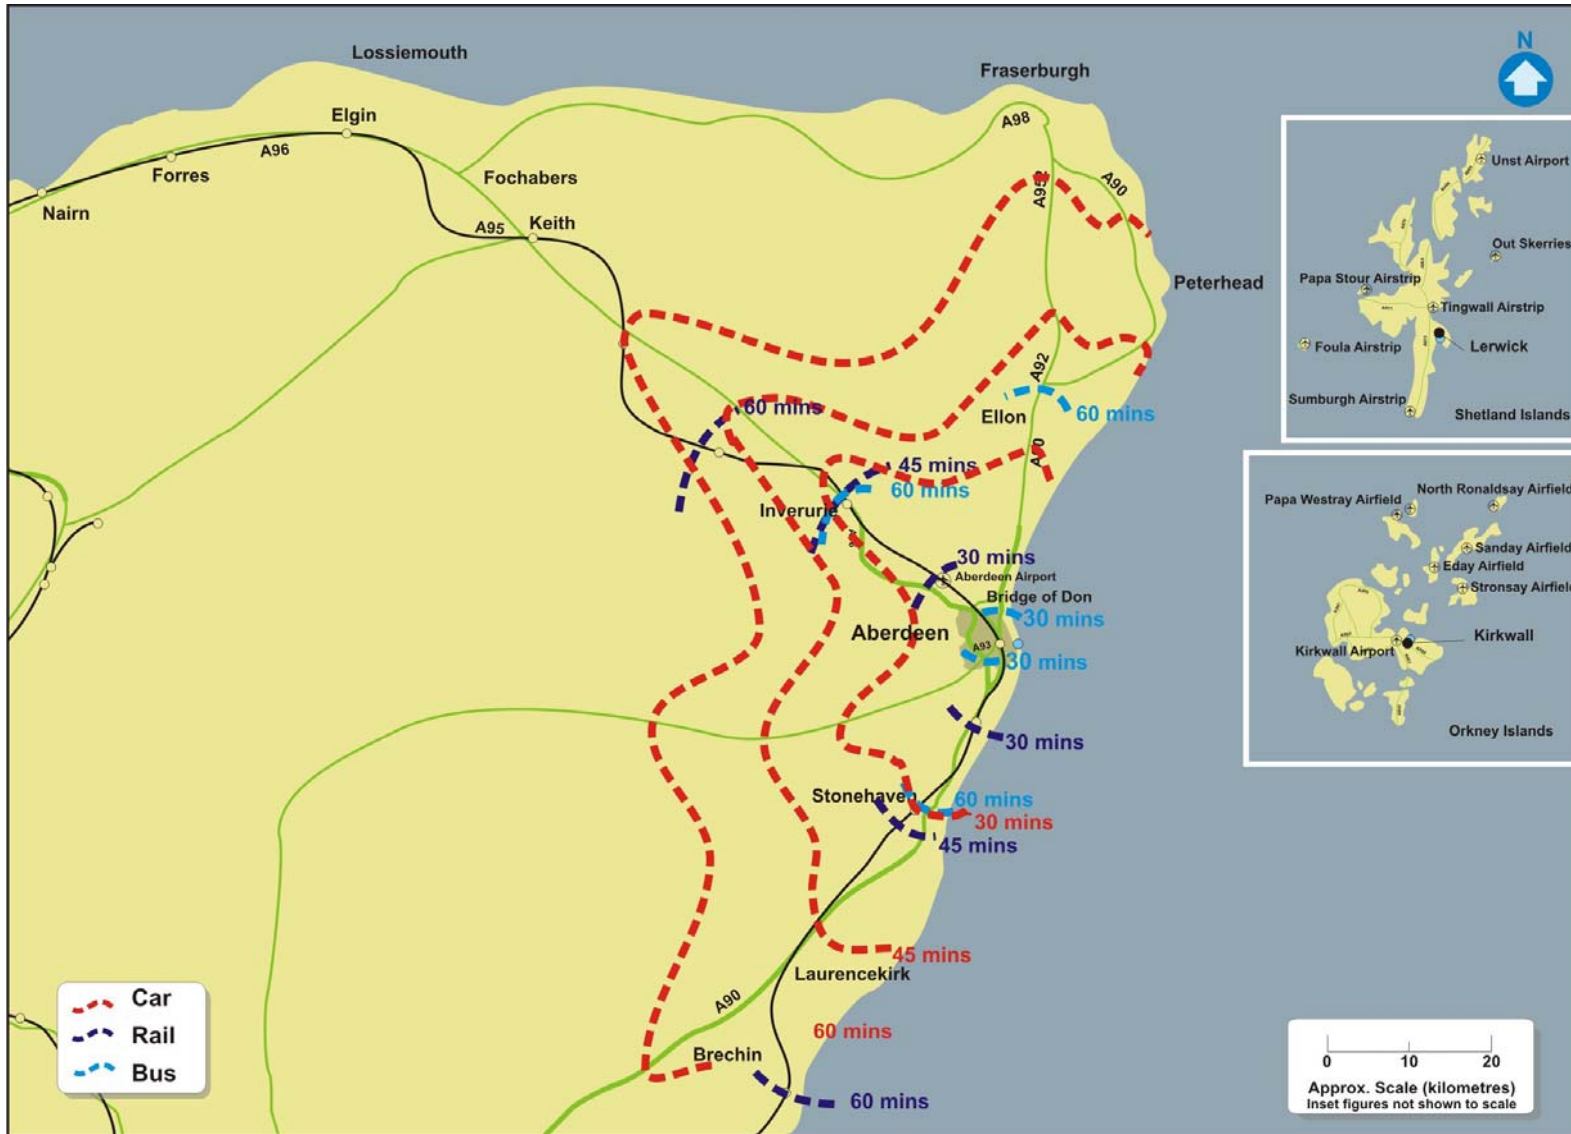 Lossiemouth
Fraserburgh
N
Elgin
A98
A96
Forres
Fochabers
A952
A90
Nairn
A95
Keith
Peterhead
A92
60 mins
Ellon
60 mins
A90
45 mins
60 mins
Inverurie
30 mins
Aberdeen Airport
Bridge of Don
30 mins
Aberdeen
A93
30 mins
30 mins
Stonehaven
60 mins
30 mins
45 mins
45 mins
Laurencekirk
A90
60 mins
Brechin
60 mins
Car
Rail
Bus
Unst Airport
Out Skerries
Papa Stour Airstrip
Tingwall Airstrip
Foula Airstrip
Lerwick
Sumburgh Airstrip
Shetland Islands
North Ronaldsay Airfield
Papa Westray Airfield
Sanday Airfield
Eday Airfield
Stronsay Airfield
Kirkwall
Kirkwall Airport
Orkney Islands
0 10 20
Approx. Scale (kilometres)
Inset figures not shown to scale